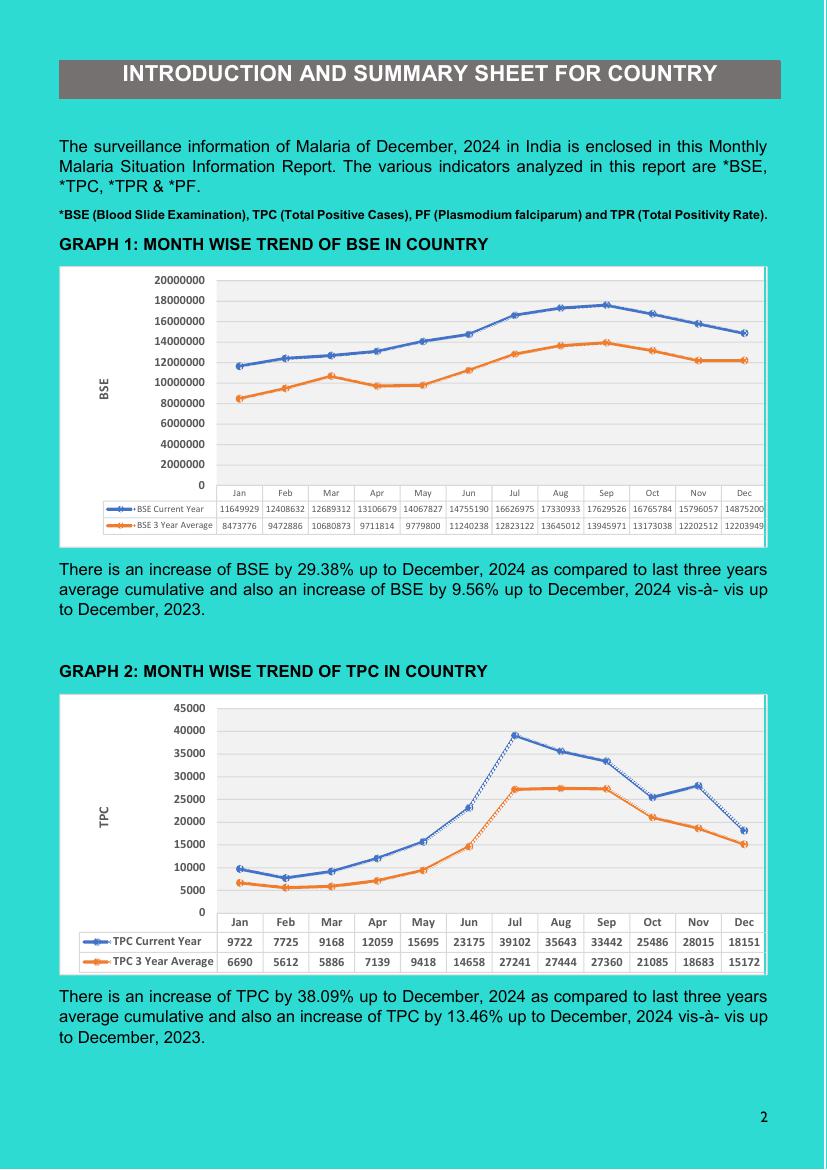 INTRODUCTION AND SUMMARY SHEET FOR COUNTRY
The surveillance information of Malaria of December, 2024 in India is enclosed in this Monthly
Malaria Situation Information Report. The various indicators analyzed in this report are *BSE,
*TPC, *TPR & *PF.
*BSE (Blood Slide Examination), TPC (Total Positive Cases), PF (Plasmodium falciparum) and TPR (Total Positivity Rate).
GRAPH 1: MONTH WISE TREND OF BSE IN COUNTRY
20000000
18000000
16000000
14000000
12000000
10000000
8000000
6000000
4000000
2000000
0
BSE
Jan Feb Mar Apr May Jun Jul Aug Sep Oct Nov Dec
BSE Current Year 11649929 12408632 12689312 13106679 14067827 14755190 16626975 17330933 17629526 16765784 15796057 14875200
BSE 3 Year Average 8473776 9472886 10680873 9711814 9779800 11240238 12823122 13645012 13945971 13173038 12202512 12203949
There is an increase of BSE by 29.38% up to December, 2024 as compared to last three years
average cumulative and also an increase of BSE by 9.56% up to December, 2024 vis-à- vis up
to December, 2023.
GRAPH 2: MONTH WISE TREND OF TPC IN COUNTRY
45000
40000
35000
30000
25000
20000
15000
10000
5000
0
TPC
Jan Feb Mar Apr May Jun Jul Aug Sep Oct Nov Dec
TPC Current Year 9722 7725 9168 12059 15695 23175 39102 35643 33442 25486 28015 18151
TPC 3 Year Average 6690 5612 5886 7139 9418 14658 27241 27444 27360 21085 18683 15172
There is an increase of TPC by 38.09% up to December, 2024 as compared to last three years
average cumulative and also an increase of TPC by 13.46% up to December, 2024 vis-à- vis up
to December, 2023.
2